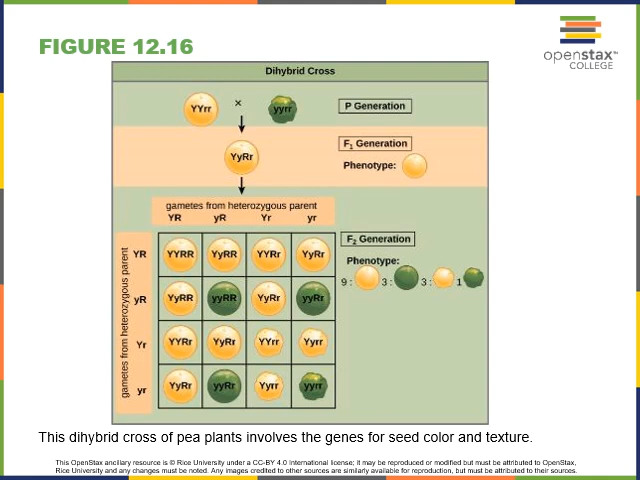 FIGURE 12.16
openstax™
COLLEGE
Dihybrid Cross
YYrr × yyrr P Generation
F1 Generation
YyRr
Phenotype:
gametes from heterozygous parent
YR yR Yr yr
F2 Generation
gametes from heterozygous parent
YR YYRR YyRR YYRr YyRr
Phenotype:
9 : 3 : 3 : 1
yR YyRR yyRR YyRr yyRr
Yr YYRr YyRr YYrr Yyrr
yr YyRr yyRr Yyrr yyrr
This dihybrid cross of pea plants involves the genes for seed color and texture.
This OpenStax ancillary resource is © Rice University under a CC-BY 4.0 International license; it may be reproduced or modified but must be attributed to OpenStax,
Rice University and any changes must be noted. Any images credited to other sources are similarly available for reproduction, but must be attributed to their sources.